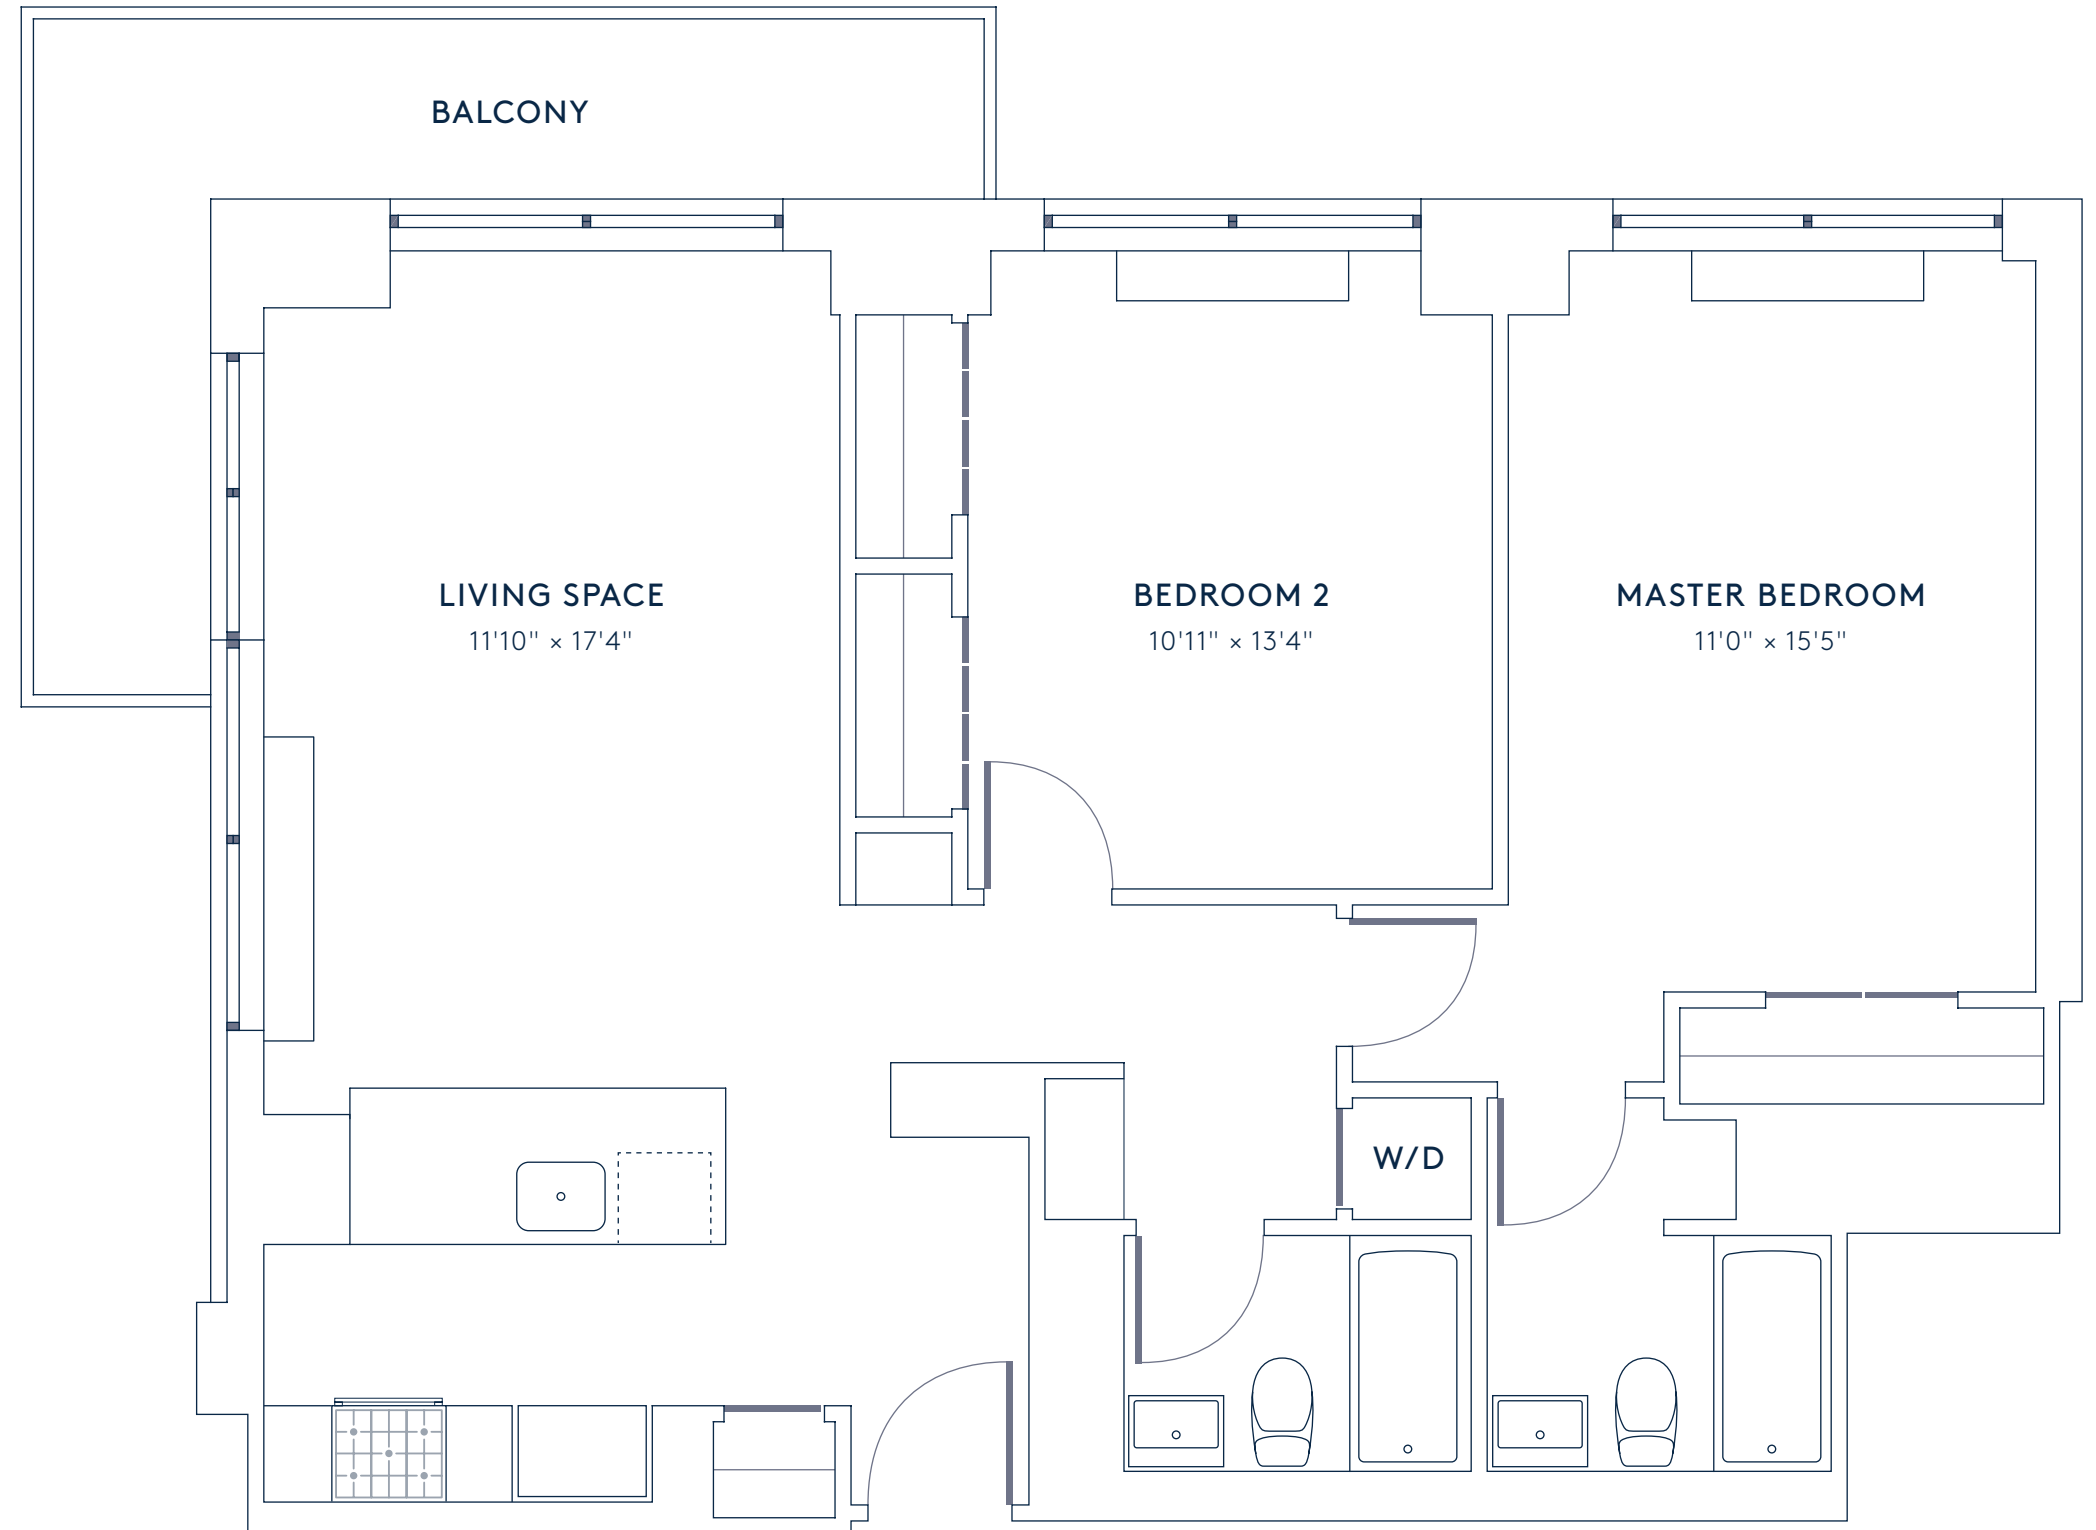 BALCONY
LIVING SPACE
11'10" × 17'4"
BEDROOM 2
10'11" × 13'4"
MASTER BEDROOM
11'0" × 15'5"
W/D